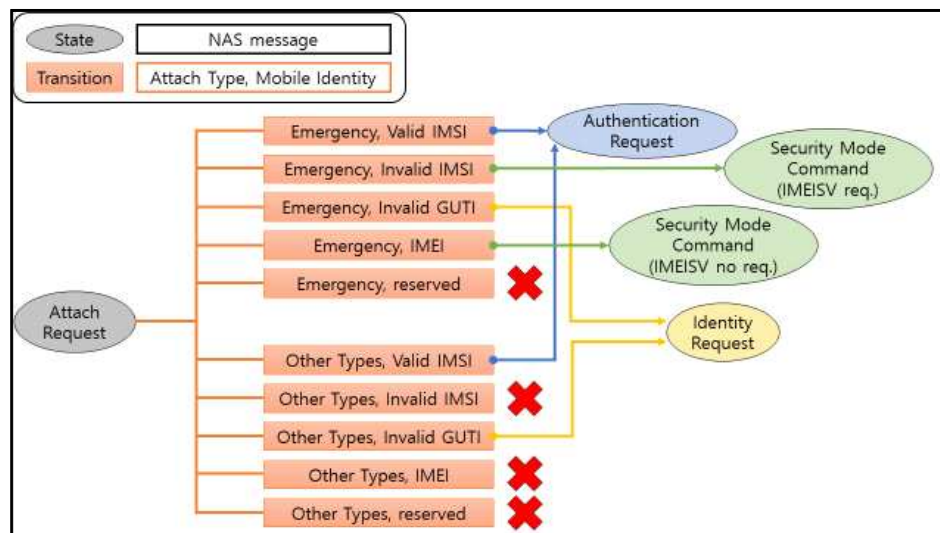 State
NAS message
Transition
Attach Type, Mobile Identity
Emergency, Valid IMSI
Authentication
Request
Emergency, Invalid IMSI
Security Mode
Command
(IMEISV req.)
Emergency, Invalid GUTI
Emergency, IMEI
Security Mode
Command
(IMEISV no req.)
Emergency, reserved
Attach
Request
Identity
Request
Other Types, Valid IMSI
Other Types, Invalid IMSI
Other Types, Invalid GUTI
Other Types, IMEI
Other Types, reserved